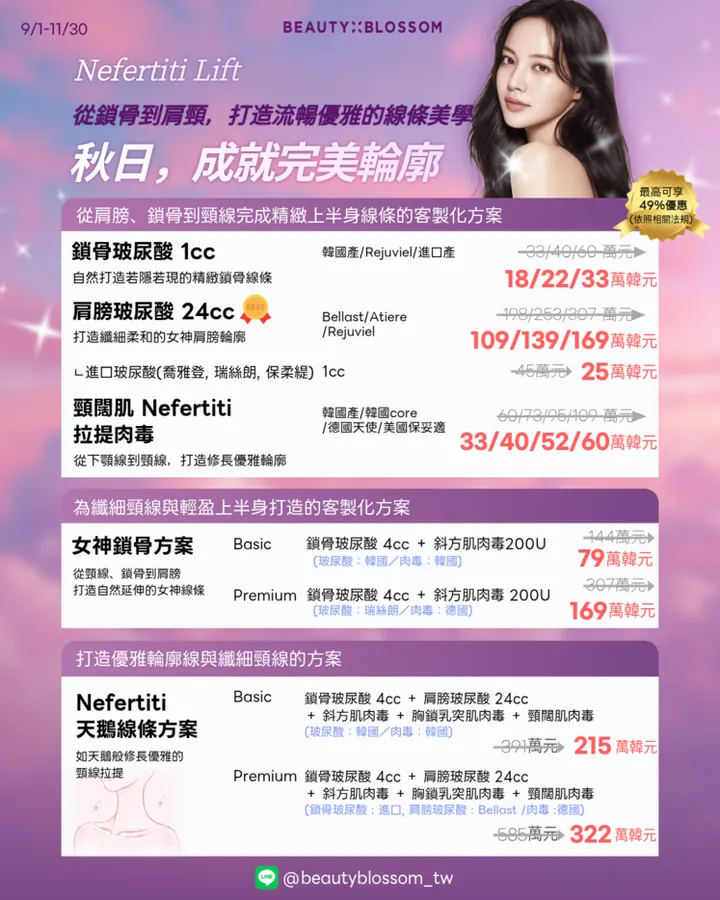 9/1-11/30
BEAUTY BLOSSOM
Nefertiti Lift
從鎖骨到肩頸，打造流暢優雅的線條美學
秋日，成就完美輪廓
最高可享
49%優惠
(依照相關法規)
從肩膀、鎖骨到頸線完成精緻上半身線條的客製化方案
鎖骨玻尿酸 1cc
韓國產/Rejuviel/進口產
33/40/60 萬元
自然打造若隱若現的精緻鎖骨線條
18/22/33萬韓元
肩膀玻尿酸 24cc
BEST
Bellast/Atiere
/Rejuviel
198/253/307 萬元
打造纖細柔和的女神肩膀輪廓
109/139/169萬韓元
ㄴ進口玻尿酸(喬雅登, 瑞絲朗, 保柔緹) 1cc
45萬元 25萬韓元
頸闊肌 Nefertiti
拉提肉毒
韓國產/韓國core
/德國天使/美國保妥適
60/73/95/109 萬元
33/40/52/60萬韓元
從下顎線到頸線，打造修長優雅輪廓
為纖細頸線與輕盈上半身打造的客製化方案
女神鎖骨方案
從頸線、鎖骨到肩膀
打造自然延伸的女神線條
Basic 鎖骨玻尿酸 4cc + 斜方肌肉毒200U
(玻尿酸：韓國／肉毒：韓國)
144萬元
79萬韓元
Premium 鎖骨玻尿酸 4cc + 斜方肌肉毒 200U
(玻尿酸：瑞絲朗／肉毒：德國)
307萬元
169萬韓元
打造優雅輪廓線與纖細頸線的方案
Nefertiti
天鵝線條方案
如天鵝般修長優雅的
頸線拉提
Basic 鎖骨玻尿酸 4cc + 肩膀玻尿酸 24cc
+ 斜方肌肉毒 + 胸鎖乳突肌肉毒 + 頸闊肌肉毒
(玻尿酸：韓國／肉毒：韓國)
391萬元 215 萬韓元
Premium 鎖骨玻尿酸 4cc + 肩膀玻尿酸 24cc
+ 斜方肌肉毒 + 胸鎖乳突肌肉毒 + 頸闊肌肉毒
(鎖骨玻尿酸：進口, 肩膀玻尿酸：Bellast /肉毒 :德國)
585萬元 322 萬韓元
LINE
@beautyblossom_tw